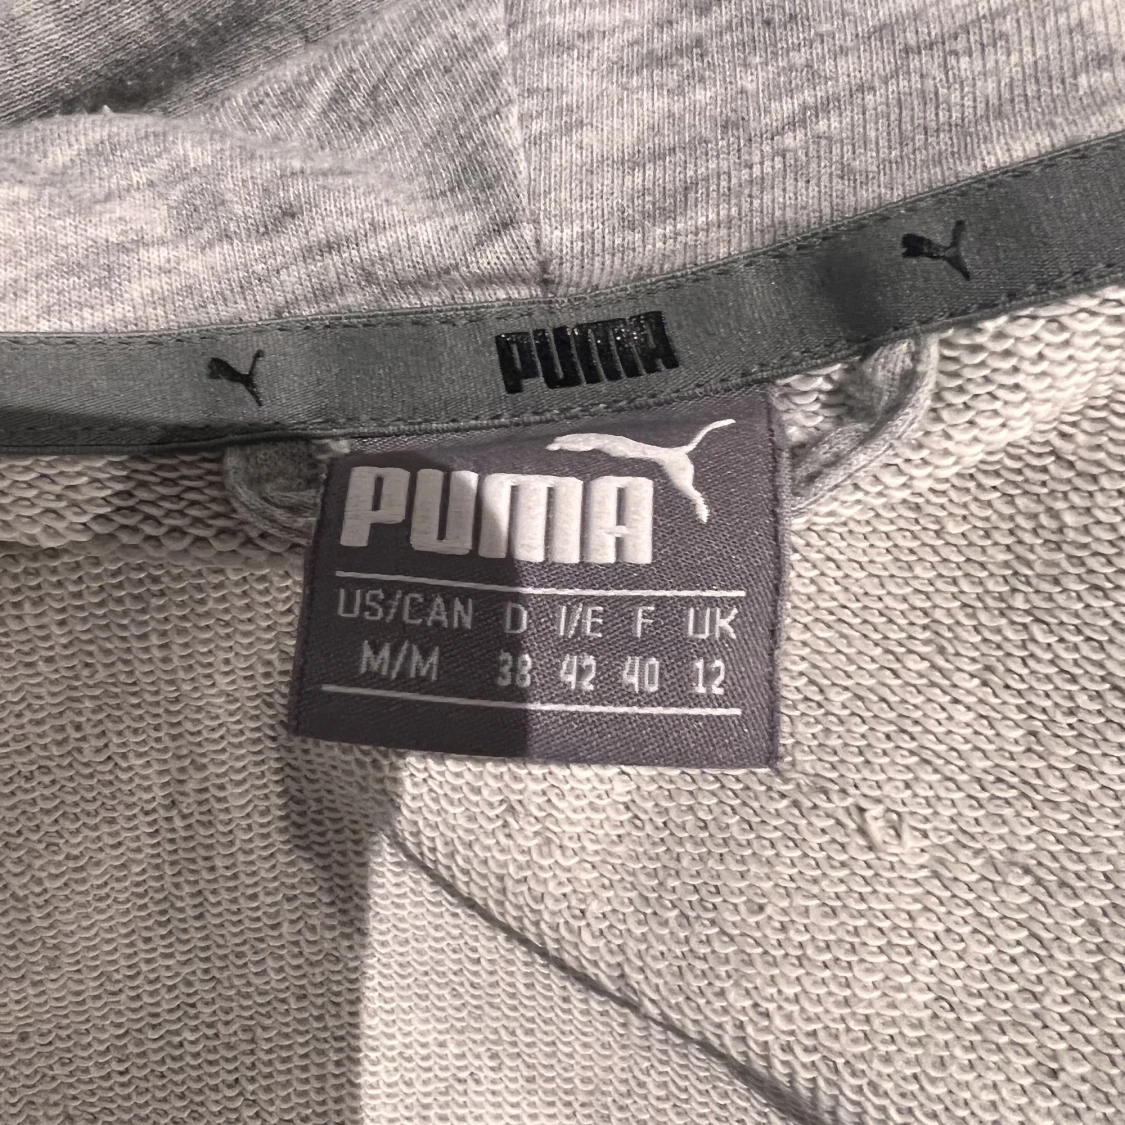 PUMA
PUMA
US/CAN D I/E F UK
M/M 38 42 40 12